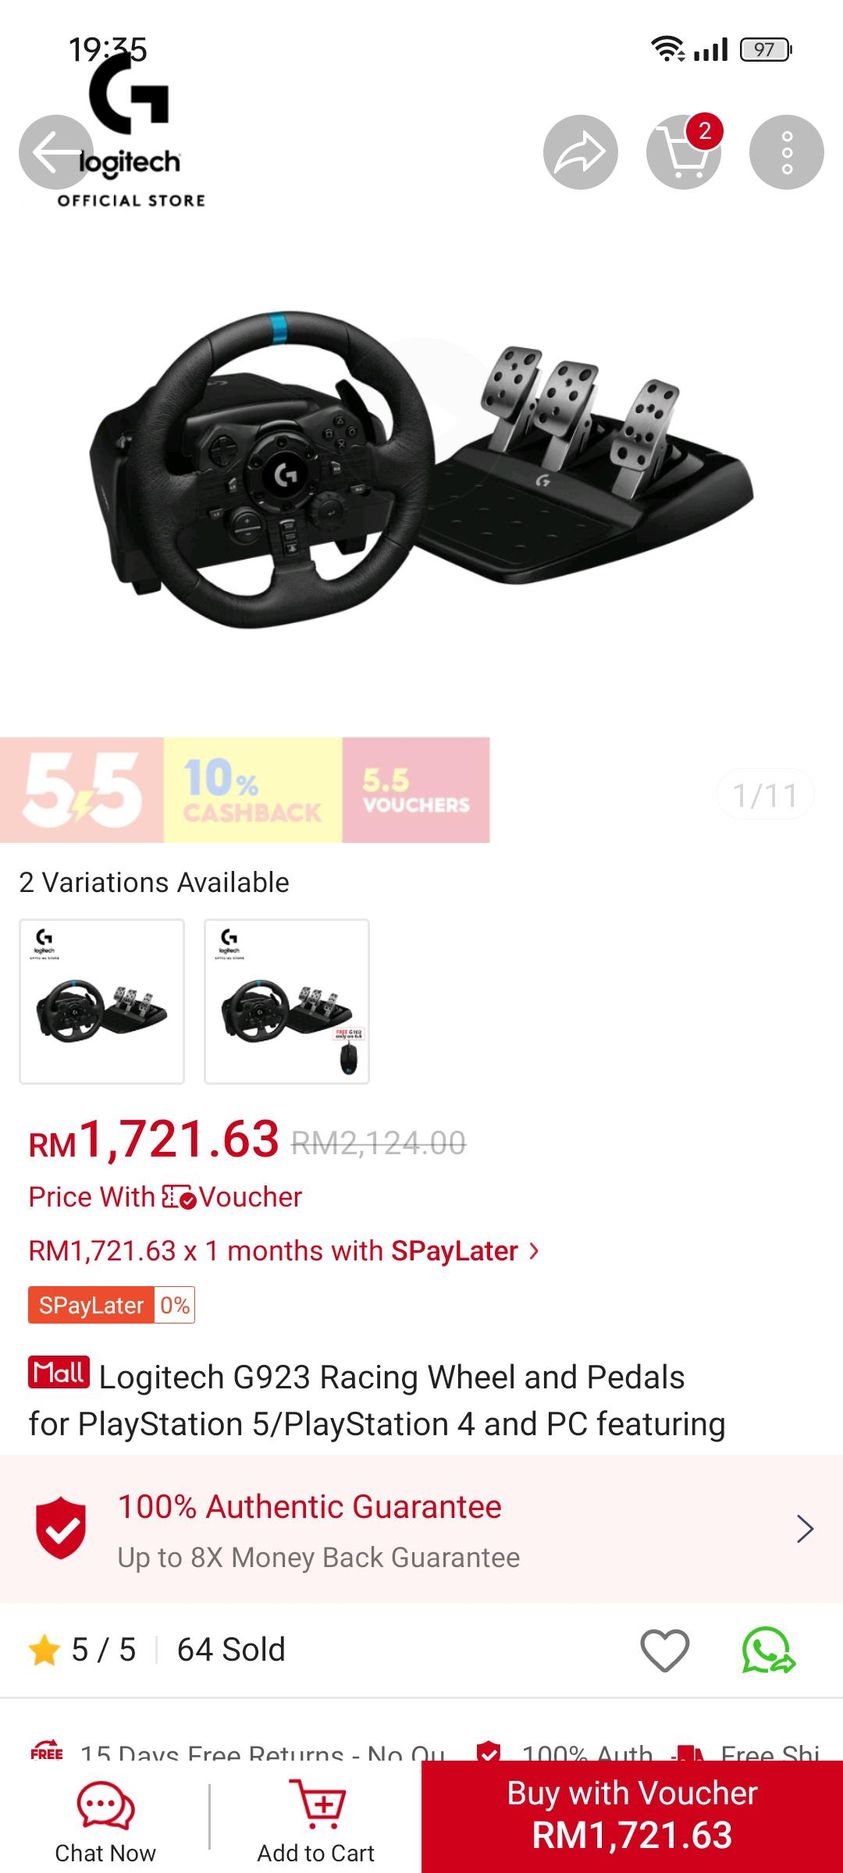 19:35
97
logitech
OFFICIAL STORE
2
5.5
10%
CASHBACK
5.5
VOUCHERS
1/11
2 Variations Available
logitech
logitech
FREE G102
RM1,721.63 RM2,124.00
Price With Voucher
RM1,721.63 x 1 months with SPayLater >
SPayLater 0%
Mall Logitech G923 Racing Wheel and Pedals
for PlayStation 5/PlayStation 4 and PC featuring
100% Authentic Guarantee
Up to 8X Money Back Guarantee
5 / 5 64 Sold
FREE 15 Days Free Returns - No Qu 100% Auth Free Shi
Chat Now
Add to Cart
Buy with Voucher
RM1,721.63